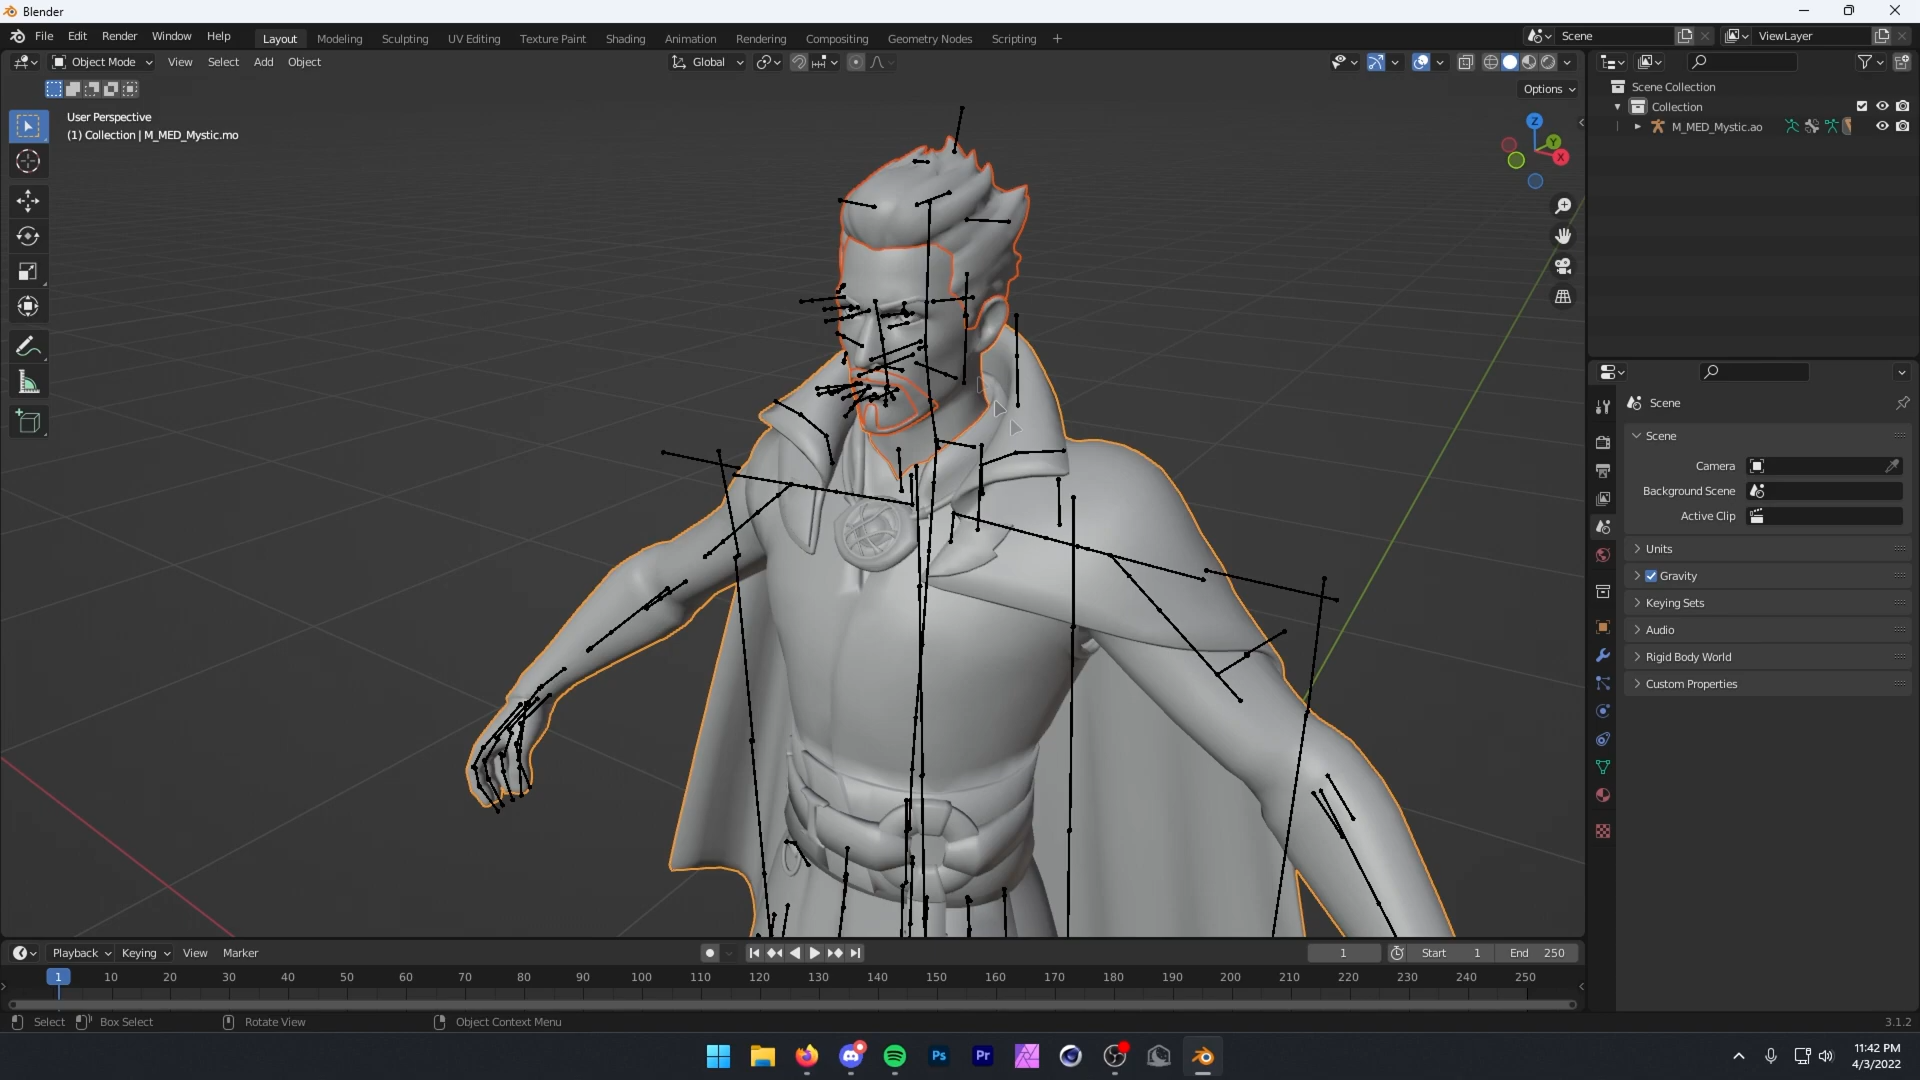 Blender
File Edit Render Window Help
Layout Modeling Sculpting UV Editing Texture Paint Shading Animation Rendering Compositing Geometry Nodes Scripting
Scene
ViewLayer
Object Mode View Select Add Object
Global
Options
User Perspective
(1) Collection | M_MED_Mystic.mo
Z
Y
X
Scene Collection
Collection
M_MED_Mystic.ao
Scene
Scene
Camera
Background Scene
Active Clip
Units
Gravity
Keying Sets
Audio
Rigid Body World
Custom Properties
Playback Keying View Marker
1
Start 1
End 250
1 10 20 30 40 50 60 70 80 90 100 110 120 130 140 150 160 170 180 190 200 210 220 230 240 250
Select Box Select Rotate View Object Context Menu
3.1.2
Ps
Pr
11:42 PM
4/3/2022